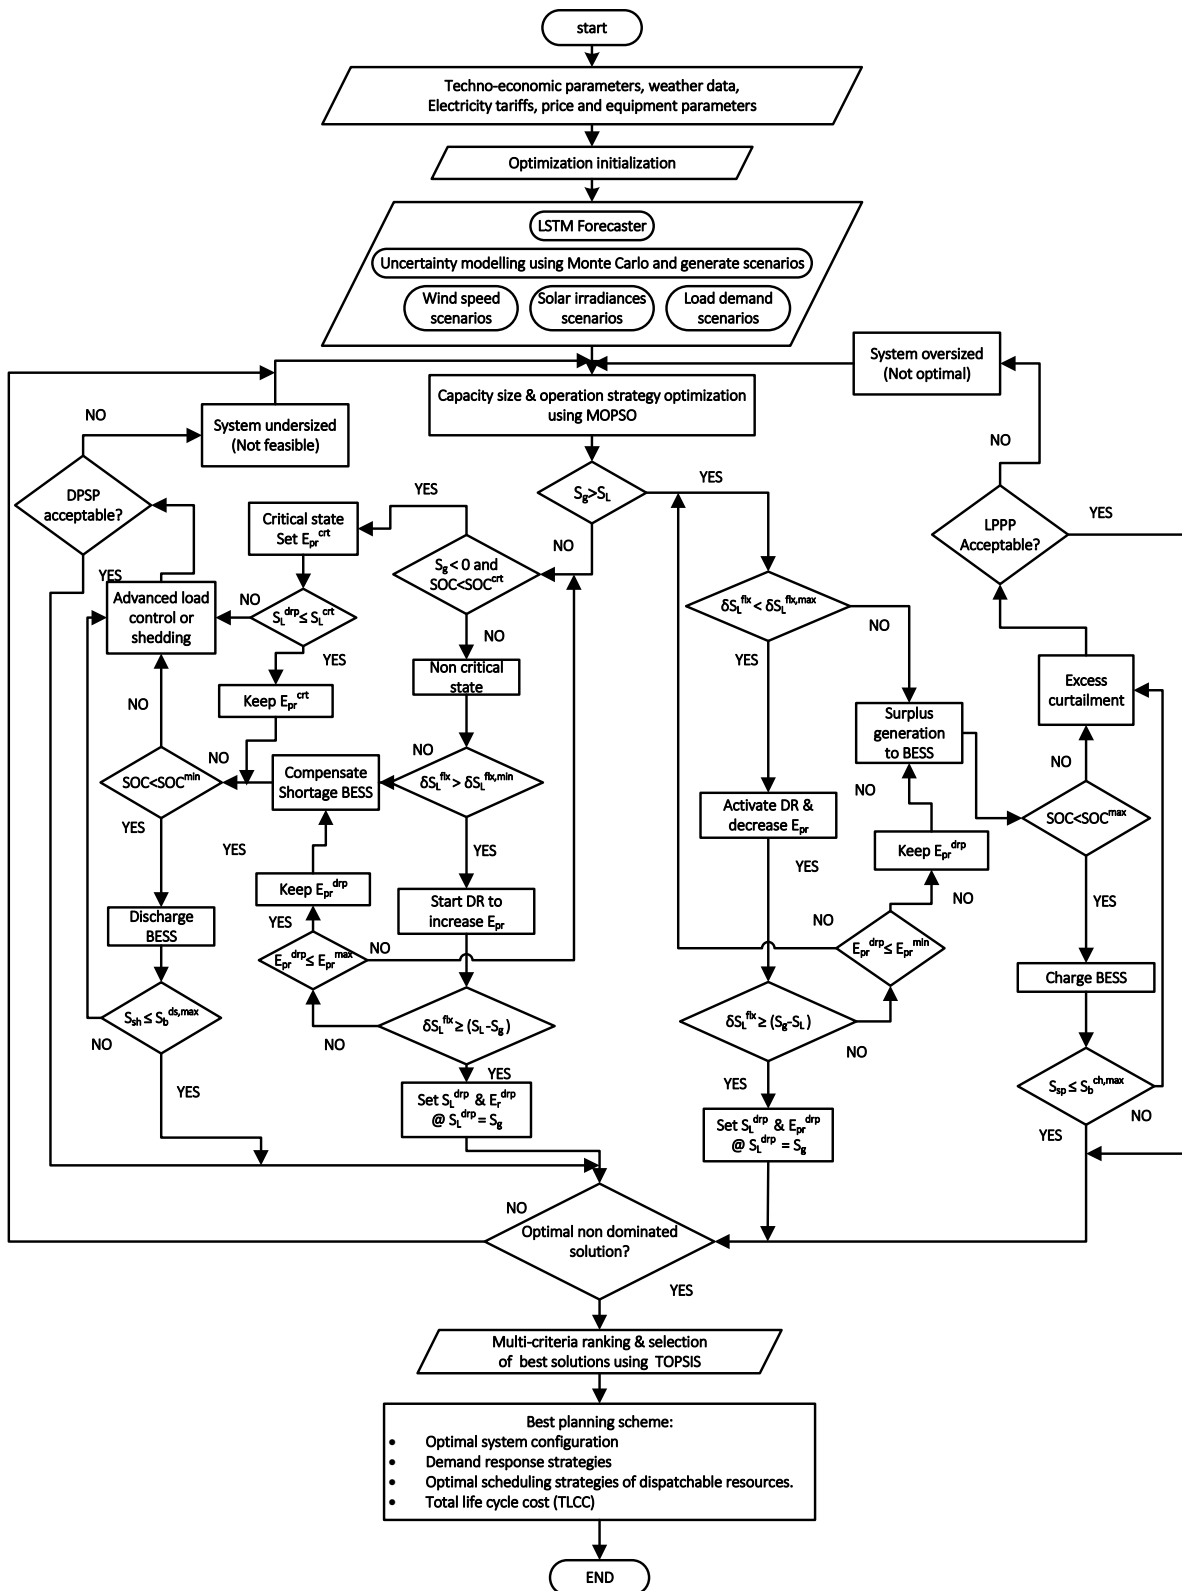 start
Techno-economic parameters, weather data,
Electricity tariffs, price and equipment parameters
Optimization initialization
LSTM Forecaster
Uncertainty modelling using Monte Carlo and generate scenarios
Wind speed
scenarios
Solar irradiances
scenarios
Load demand
scenarios
System oversized
(Not optimal)
Capacity size & operation strategy optimization
using MOPSO
NO
System undersized
(Not feasible)
NO
YES
S_g>S_L
DPSP
acceptable?
YES
Critical state
Set E_pr^crt
NO
LPPP
Acceptable?
YES
S_g < 0 and
SOC<SOC^crt
YES
Advanced load
control or
shedding
NO
S_L^drp ≤ S_L^crt
δS_L^flx < δS_L^flx,max
NO
NO
YES
Non critical
state
YES
Keep E_pr^crt
Excess
curtailment
NO
Surplus
generation
to BESS
NO
NO
Compensate
Shortage BESS
δS_L^flx > δS_L^flx,min
NO
SOC<SOC^min
NO
Activate DR &
decrease E_pr
SOC<SOC^max
YES
YES
YES
YES
Keep E_pr^drp
Keep E_pr^drp
Start DR to
increase E_pr
NO
YES
Discharge
BESS
YES
NO
NO
E_pr^drp ≤ E_pr^max
E_pr^drp ≤ E_pr^min
Charge BESS
S_sh ≤ S_b^ds,max
δS_L^flx ≥ (S_L-S_g )
δS_L^flx ≥ (S_g-S_L)
NO
NO
NO
YES
YES
YES
S_sp ≤ S_b^ch,max
NO
Set S_L^drp & E_r^drp
@ S_L^drp = S_g
Set S_L^drp & E_pr^drp
@ S_L^drp = S_g
YES
NO
Optimal non dominated
solution?
YES
Multi-criteria ranking & selection
of best solutions using TOPSIS
Best planning scheme:
• Optimal system configuration
• Demand response strategies
• Optimal scheduling strategies of dispatchable resources.
• Total life cycle cost (TLCC)
END